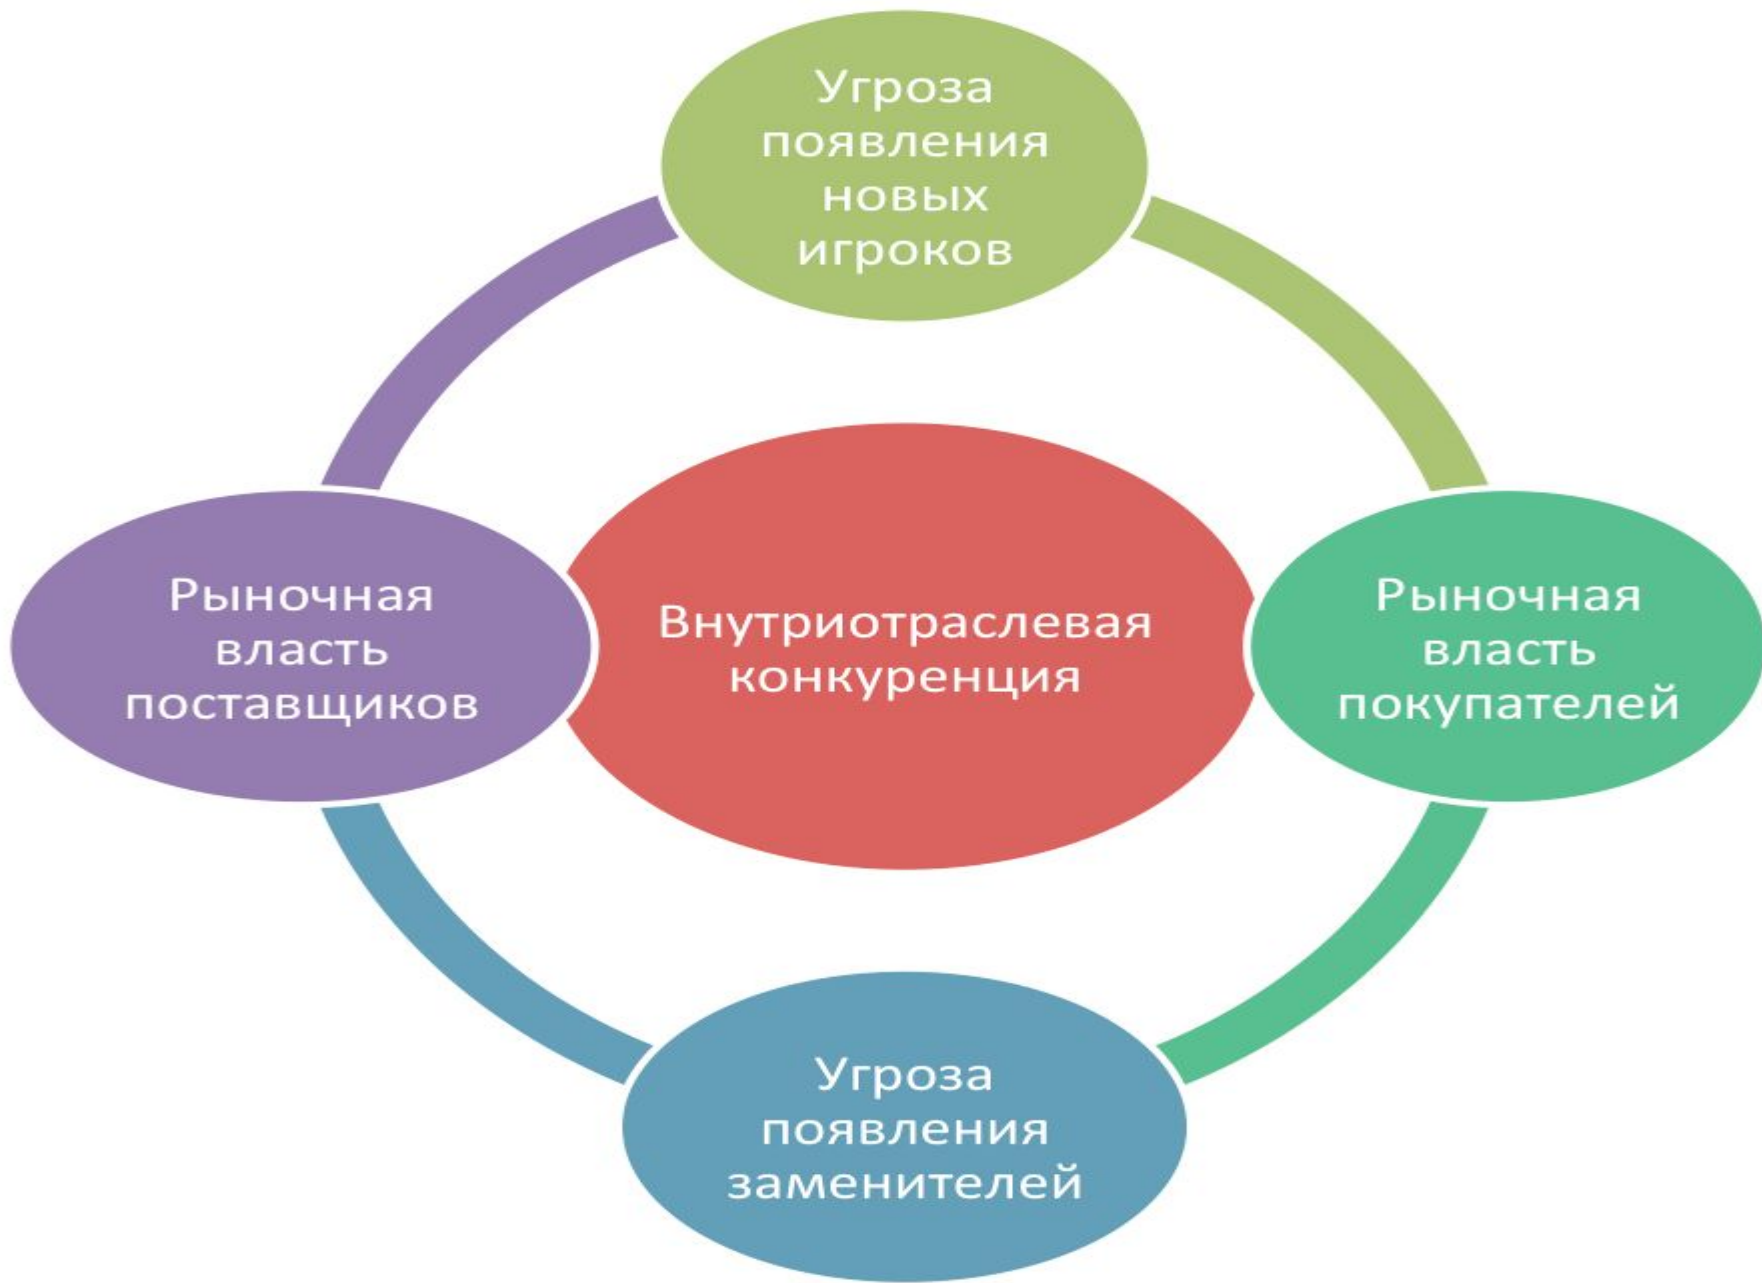 Угроза
появления
новых
игроков
Рыночная
власть
поставщиков
Внутриотраслевая
конкуренция
Рыночная
власть
покупателей
Угроза
появления
заменителей